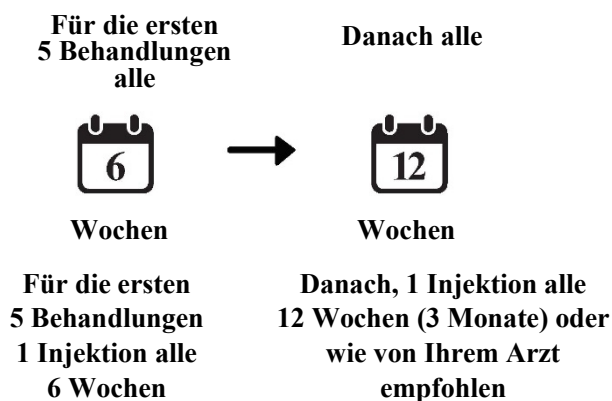 Für die ersten
5 Behandlungen
alle
6
Wochen
Danach alle
12
Wochen
Für die ersten
5 Behandlungen
1 Injektion alle
6 Wochen
Danach, 1 Injektion alle
12 Wochen (3 Monate) oder
wie von Ihrem Arzt
empfohlen